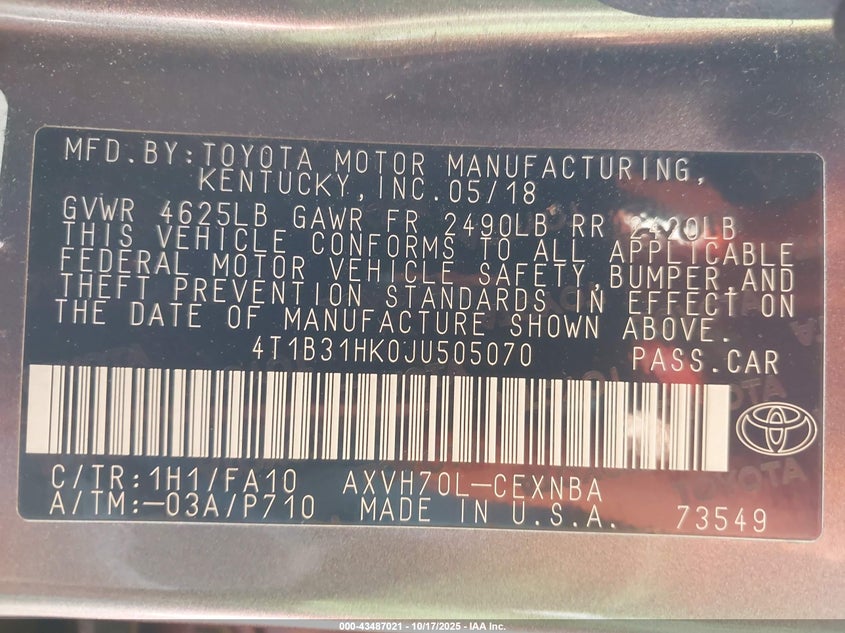 MFD.BY:TOYOTA MOTOR MANUFACTURING,
KENTUCKY,INC.05/18
GVWR 4625LB GAWR FR 2490LB RR 2420LB
THIS VEHICLE CONFORMS TO ALL APPLICABLE
FEDERAL MOTOR VEHICLE SAFETY,BUMPER,AND
THEFT PREVENTION STANDARDS IN EFFECT ON
THE DATE OF MANUFACTURE SHOWN ABOVE.
4T1B31HK0JU505070 PASS.CAR
C/TR:1H1/FA10 AXVH70L-CEXNBA
A/TM:-03A/P710 MADE IN U.S.A. 73549
TOYOTA
000-43487021 - 10/17/2025 - IAA Inc.